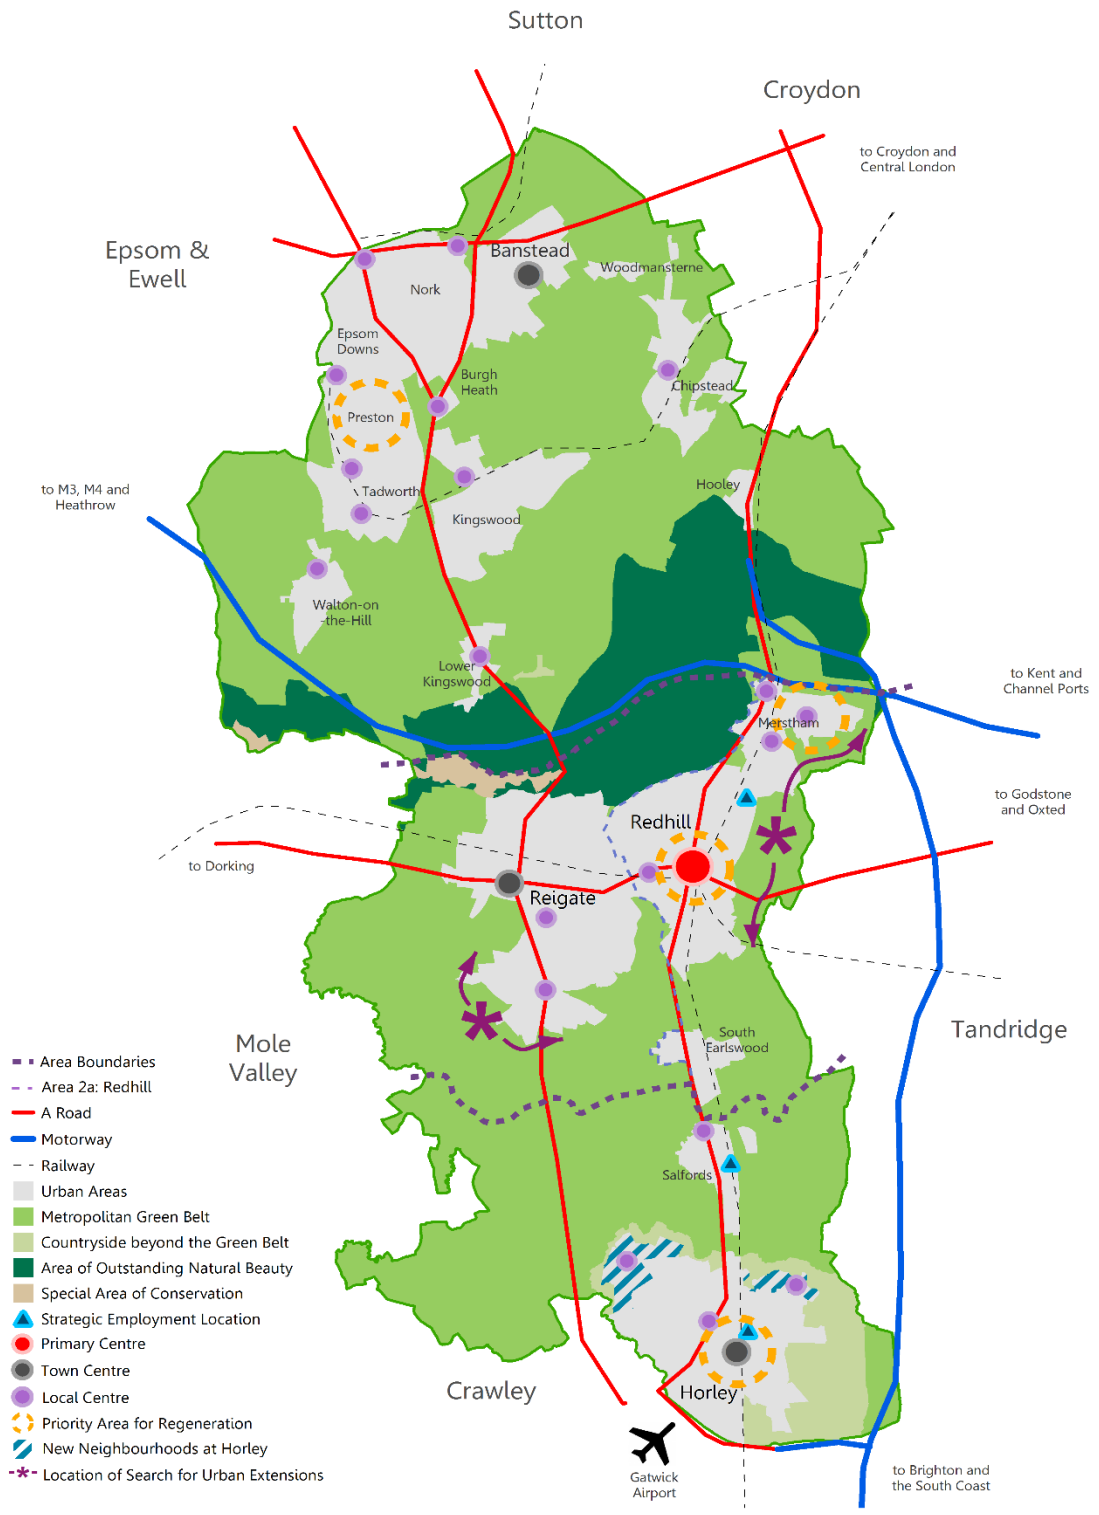 Sutton
Croydon
to Croydon and
Central London
Epsom &
Ewell
Banstead
Woodmansterne
Nork
Epsom
Downs
Burgh
Heath
Chipstead
Preston
to M3, M4 and
Heathrow
Tadworth
Hooley
Kingswood
Walton-on
-the-Hill
Lower
Kingswood
to Kent and
Channel Ports
Merstham
to Godstone
and Oxted
Redhill
to Dorking
Reigate
Mole
Valley
South
Earlswood
Tandridge
Salfords
Crawley
Horley
Gatwick
Airport
to Brighton and
the South Coast
Area Boundaries
Area 2a: Redhill
A Road
Motorway
Railway
Urban Areas
Metropolitan Green Belt
Countryside beyond the Green Belt
Area of Outstanding Natural Beauty
Special Area of Conservation
Strategic Employment Location
Primary Centre
Town Centre
Local Centre
Priority Area for Regeneration
New Neighbourhoods at Horley
Location of Search for Urban Extensions